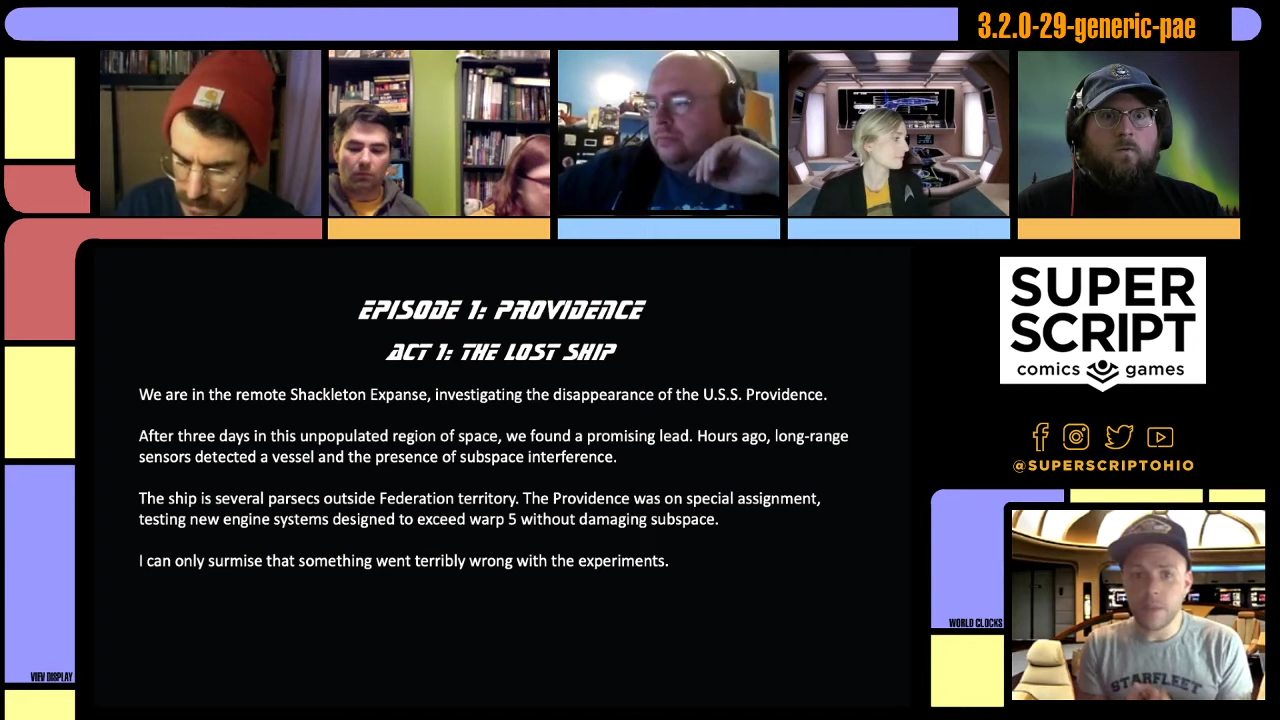 3.2.0-29-generic-pae
EPISODE 1: PROVIDENCE
ACT 1: THE LOST SHIP
We are in the remote Shackleton Expanse, investigating the disappearance of the U.S.S. Providence.
After three days in this unpopulated region of space, we found a promising lead. Hours ago, long-range
sensors detected a vessel and the presence of subspace interference.
The ship is several parsecs outside Federation territory. The Providence was on special assignment,
testing new engine systems designed to exceed warp 5 without damaging subspace.
I can only surmise that something went terribly wrong with the experiments.
SUPER
SCRIPT
comics games
@SUPERSCRIPTOHIO
WORLD CLOCKS
STARFLEET
VIEW DISPLAY